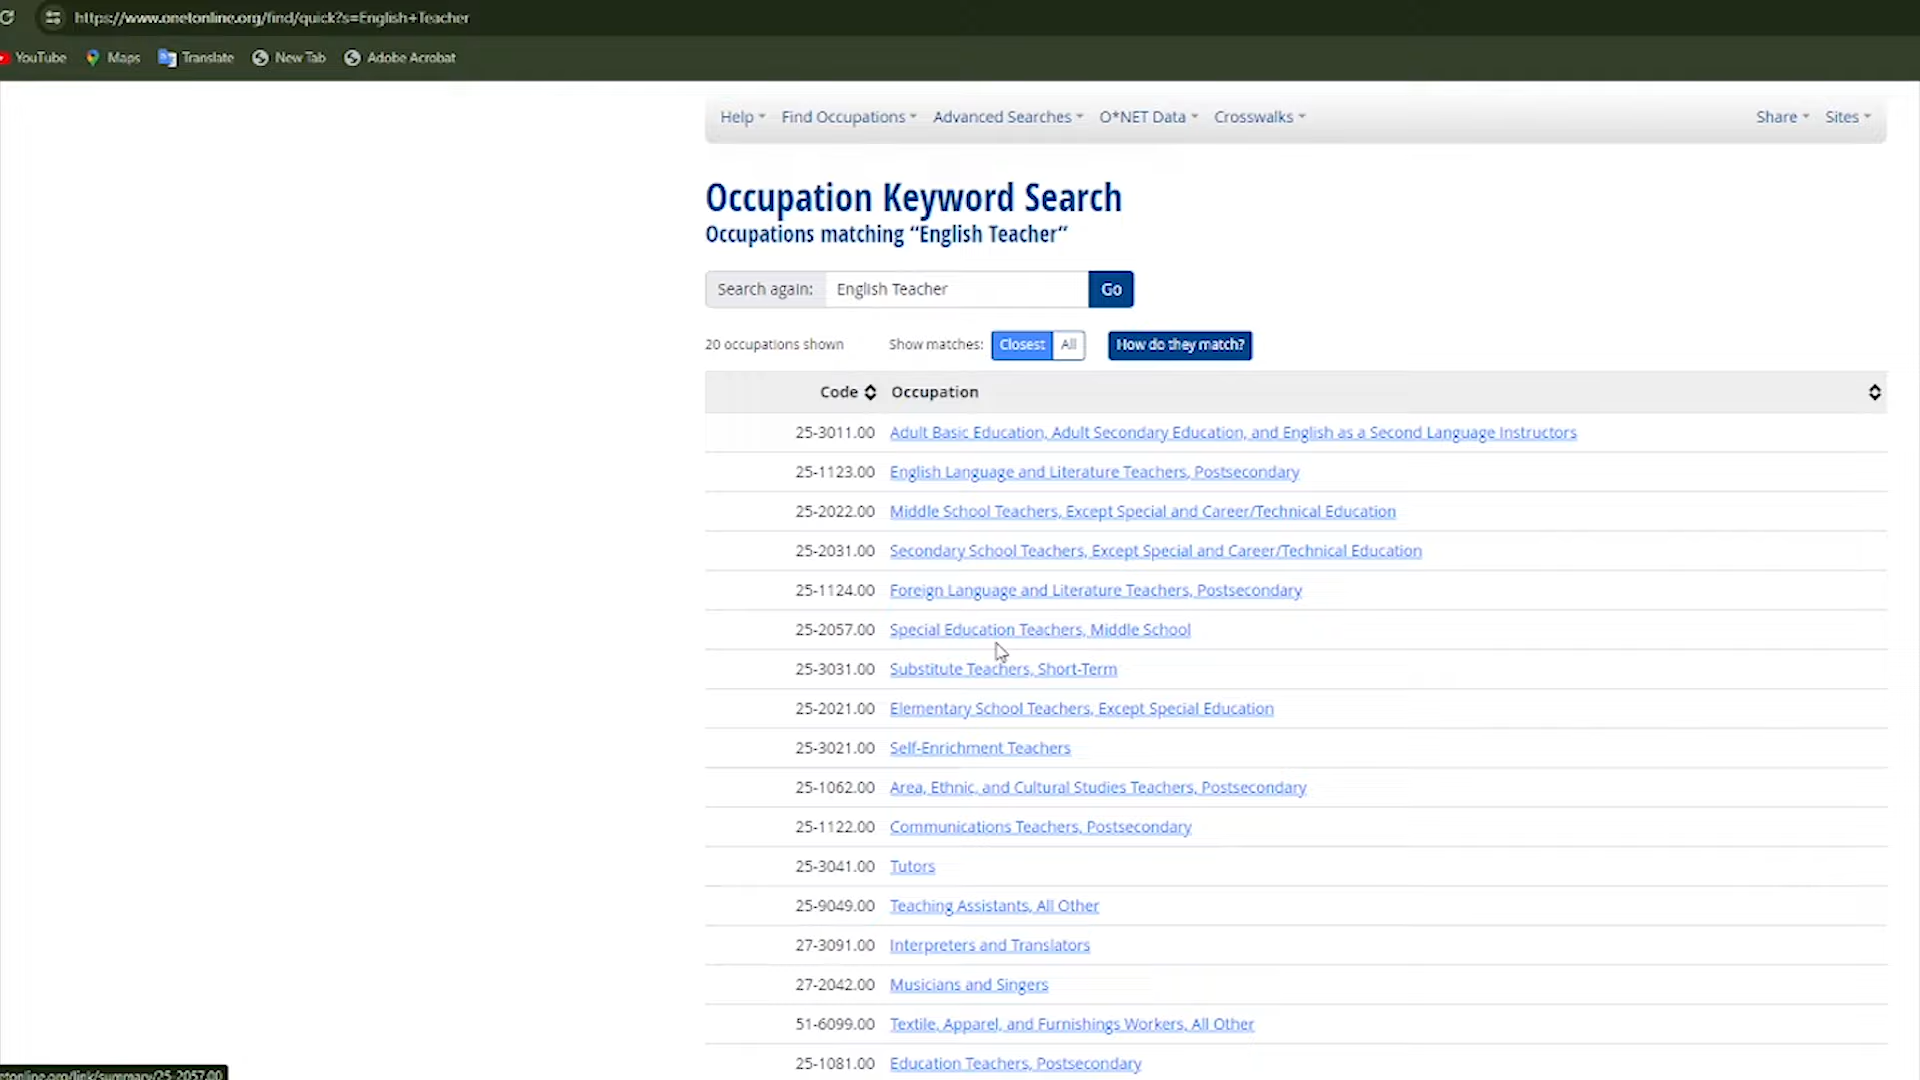 https://www.onetonline.org/find/quick?s=English+Teacher
YouTube Maps Translate New Tab Adobe Acrobat
Help Find Occupations Advanced Searches O*NET Data Crosswalks Share Sites
Occupation Keyword Search
Occupations matching “English Teacher”
Search again: English Teacher Go
20 occupations shown Show matches: Closest All How do they match?
Code Occupation
25-3011.00 Adult Basic Education, Adult Secondary Education, and English as a Second Language Instructors
25-1123.00 English Language and Literature Teachers, Postsecondary
25-2022.00 Middle School Teachers, Except Special and Career/Technical Education
25-2031.00 Secondary School Teachers, Except Special and Career/Technical Education
25-1124.00 Foreign Language and Literature Teachers, Postsecondary
25-2057.00 Special Education Teachers, Middle School
25-3031.00 Substitute Teachers, Short-Term
25-2021.00 Elementary School Teachers, Except Special Education
25-3021.00 Self-Enrichment Teachers
25-1062.00 Area, Ethnic, and Cultural Studies Teachers, Postsecondary
25-1122.00 Communications Teachers, Postsecondary
25-3041.00 Tutors
25-9049.00 Teaching Assistants, All Other
27-3091.00 Interpreters and Translators
27-2042.00 Musicians and Singers
51-6099.00 Textile, Apparel, and Furnishings Workers, All Other
25-1081.00 Education Teachers, Postsecondary
etonline.org/link/summary/25-2057.00